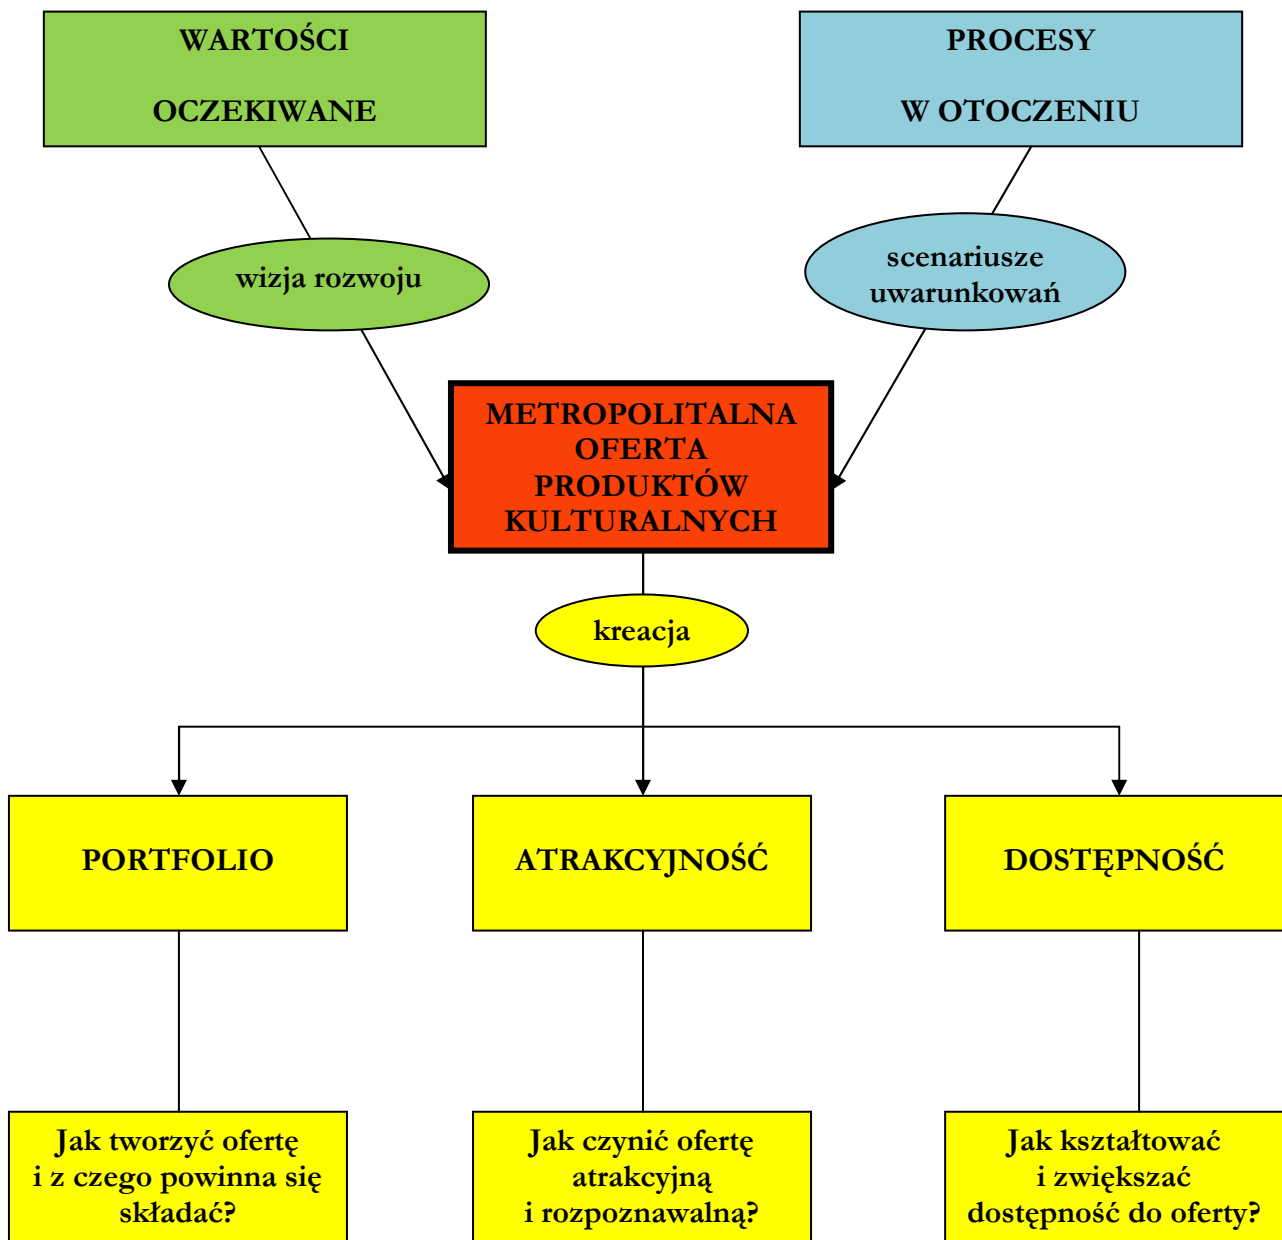 WARTOŚCI
OCZEKIWANE
PROCESY
W OTOCZENIU
wizja rozwoju
scenariusze
uwarunkowań
METROPOLITALNA
OFERTA
PRODUKTÓW
KULTURALNYCH
kreacja
PORTFOLIO
ATRAKCYJNOŚĆ
DOSTĘPNOŚĆ
Jak tworzyć ofertę
i z czego powinna się
składać?
Jak czynić ofertę
atrakcyjną
i rozpoznawalną?
Jak kształtować
i zwiększać
dostępność do oferty?